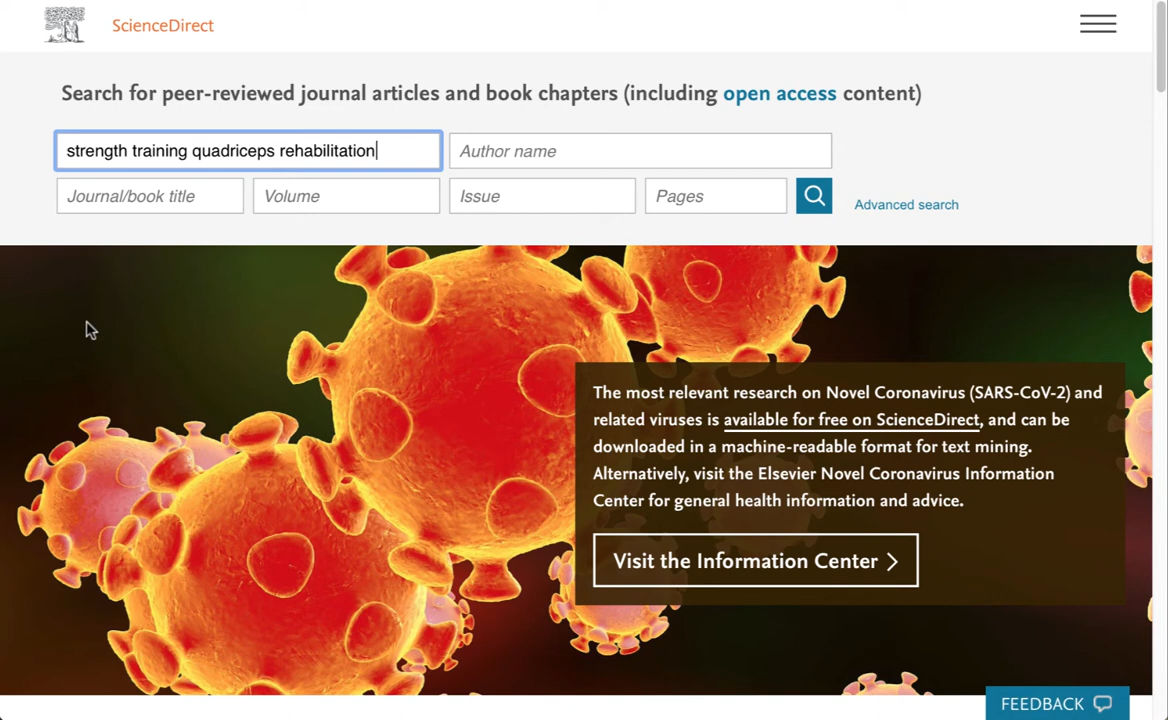 ScienceDirect
Search for peer-reviewed journal articles and book chapters (including open access content)
strength training quadriceps rehabilitation
Author name
Journal/book title
Volume
Issue
Pages
Advanced search
The most relevant research on Novel Coronavirus (SARS-CoV-2) and
related viruses is available for free on ScienceDirect, and can be
downloaded in a machine-readable format for text mining.
Alternatively, visit the Elsevier Novel Coronavirus Information
Center for general health information and advice.
Visit the Information Center
FEEDBACK